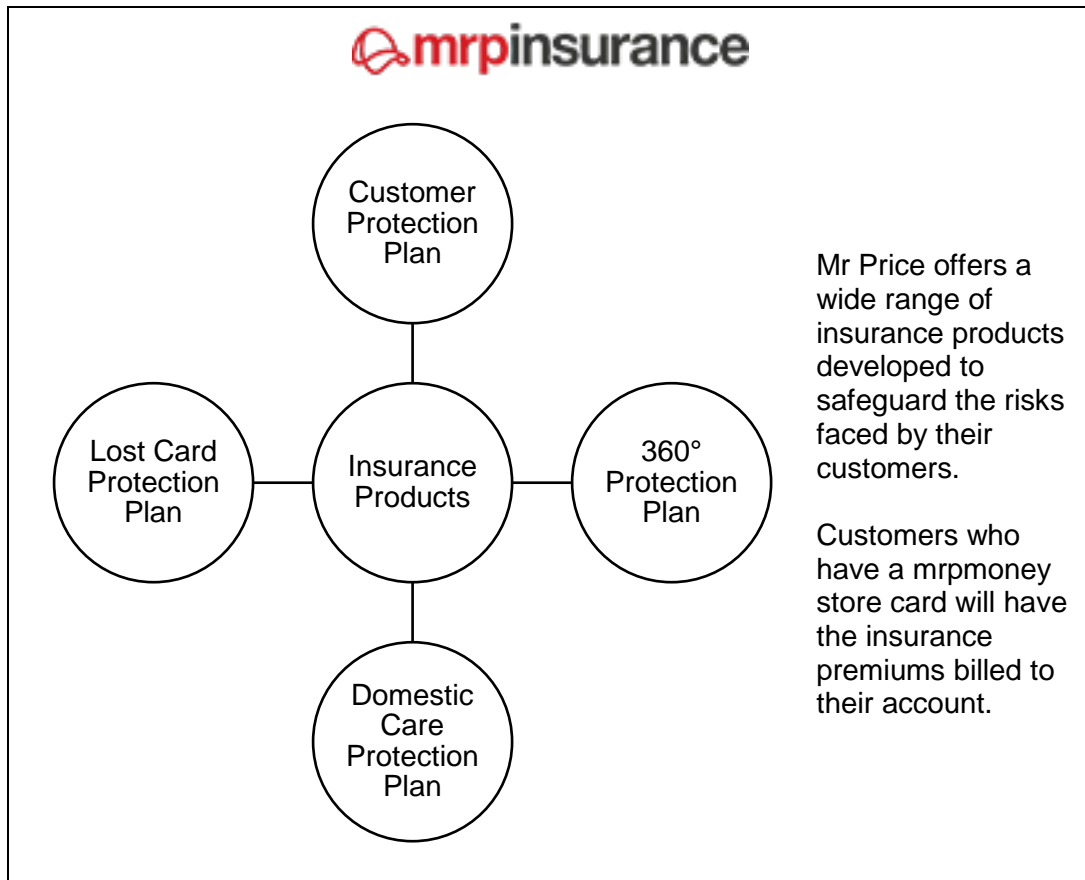 mrpinsurance
Customer
Protection
Plan
Lost Card
Protection
Plan
Insurance
Products
360°
Protection
Plan
Domestic
Care
Protection
Plan
Mr Price offers a
wide range of
insurance products
developed to
safeguard the risks
faced by their
customers.
Customers who
have a mrpmoney
store card will have
the insurance
premiums billed to
their account.